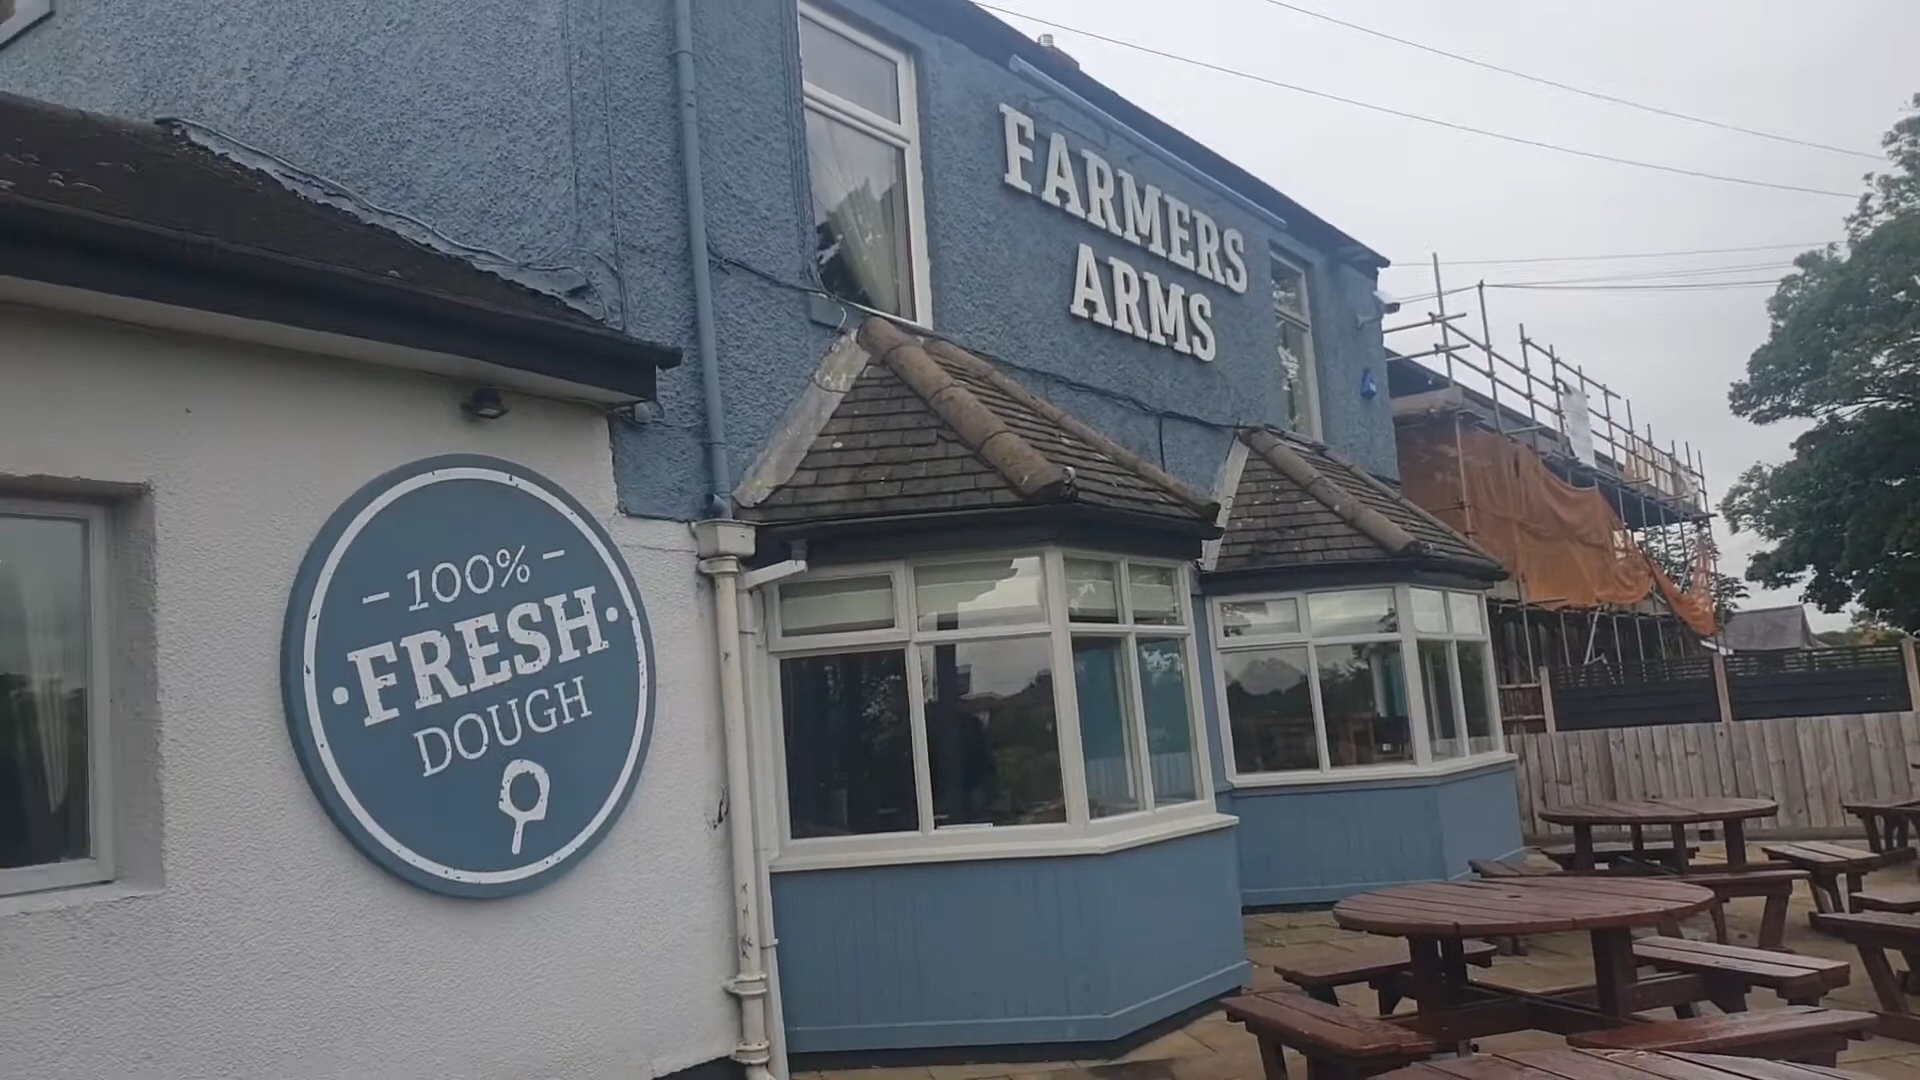 FARMERS
ARMS
- 100% -
·FRESH·
DOUGH